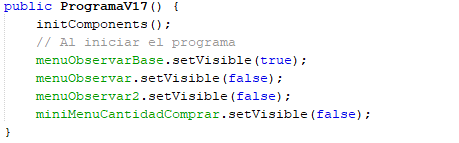 public ProgramaV17() {
initComponents();
// Al iniciar el programa
menuObservarBase.setVisible(true);
menuObservar.setVisible(false);
menuObservar2.setVisible(false);
miniMenuCantidadComprar.setVisible(false);
}